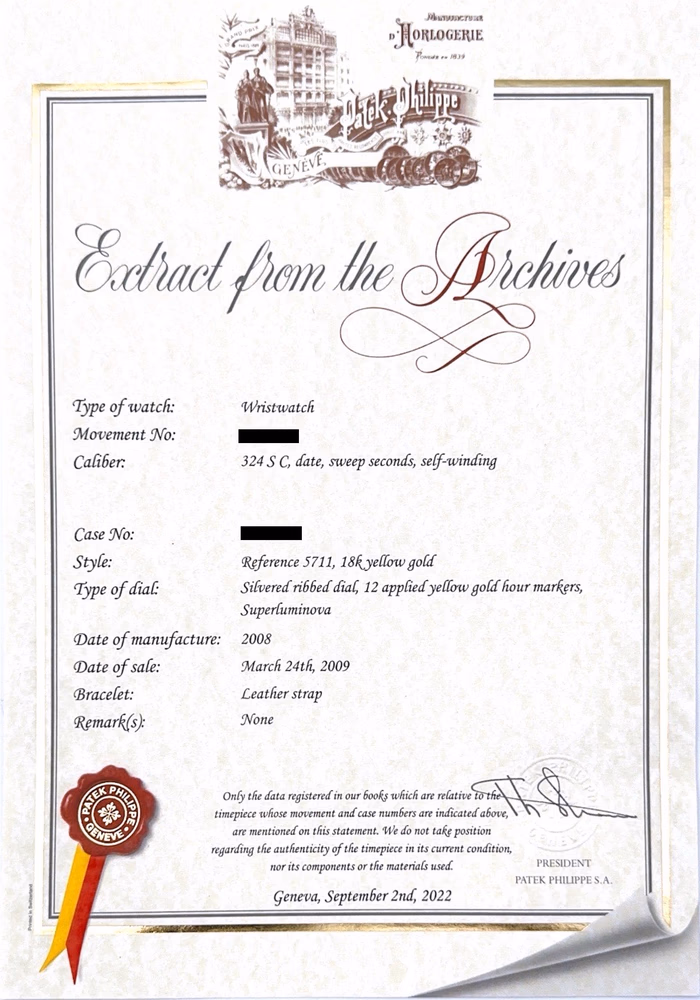 MANUFACTURE
D'HORLOGERIE
FONDÉE EN 1839
GRAND PRIX
Patek Philippe
GENÈVE
Extract from the Archives
Type of watch: Wristwatch
Movement No:
Caliber: 324 S C, date, sweep seconds, self-winding
Case No:
Style: Reference 5711, 18k yellow gold
Type of dial: Silvered ribbed dial, 12 applied yellow gold hour markers,
Superluminova
Date of manufacture: 2008
Date of sale: March 24th, 2009
Bracelet: Leather strap
Remark(s): None
PATEK PHILIPPE
GENEVE
Only the data registered in our books which are relative to the
timepiece whose movement and case numbers are indicated above,
are mentioned on this statement. We do not take position
regarding the authenticity of the timepiece in its current condition,
nor its components or the materials used.
PRESIDENT
PATEK PHILIPPE S.A.
Geneva, September 2nd, 2022
Printed in Switzerland